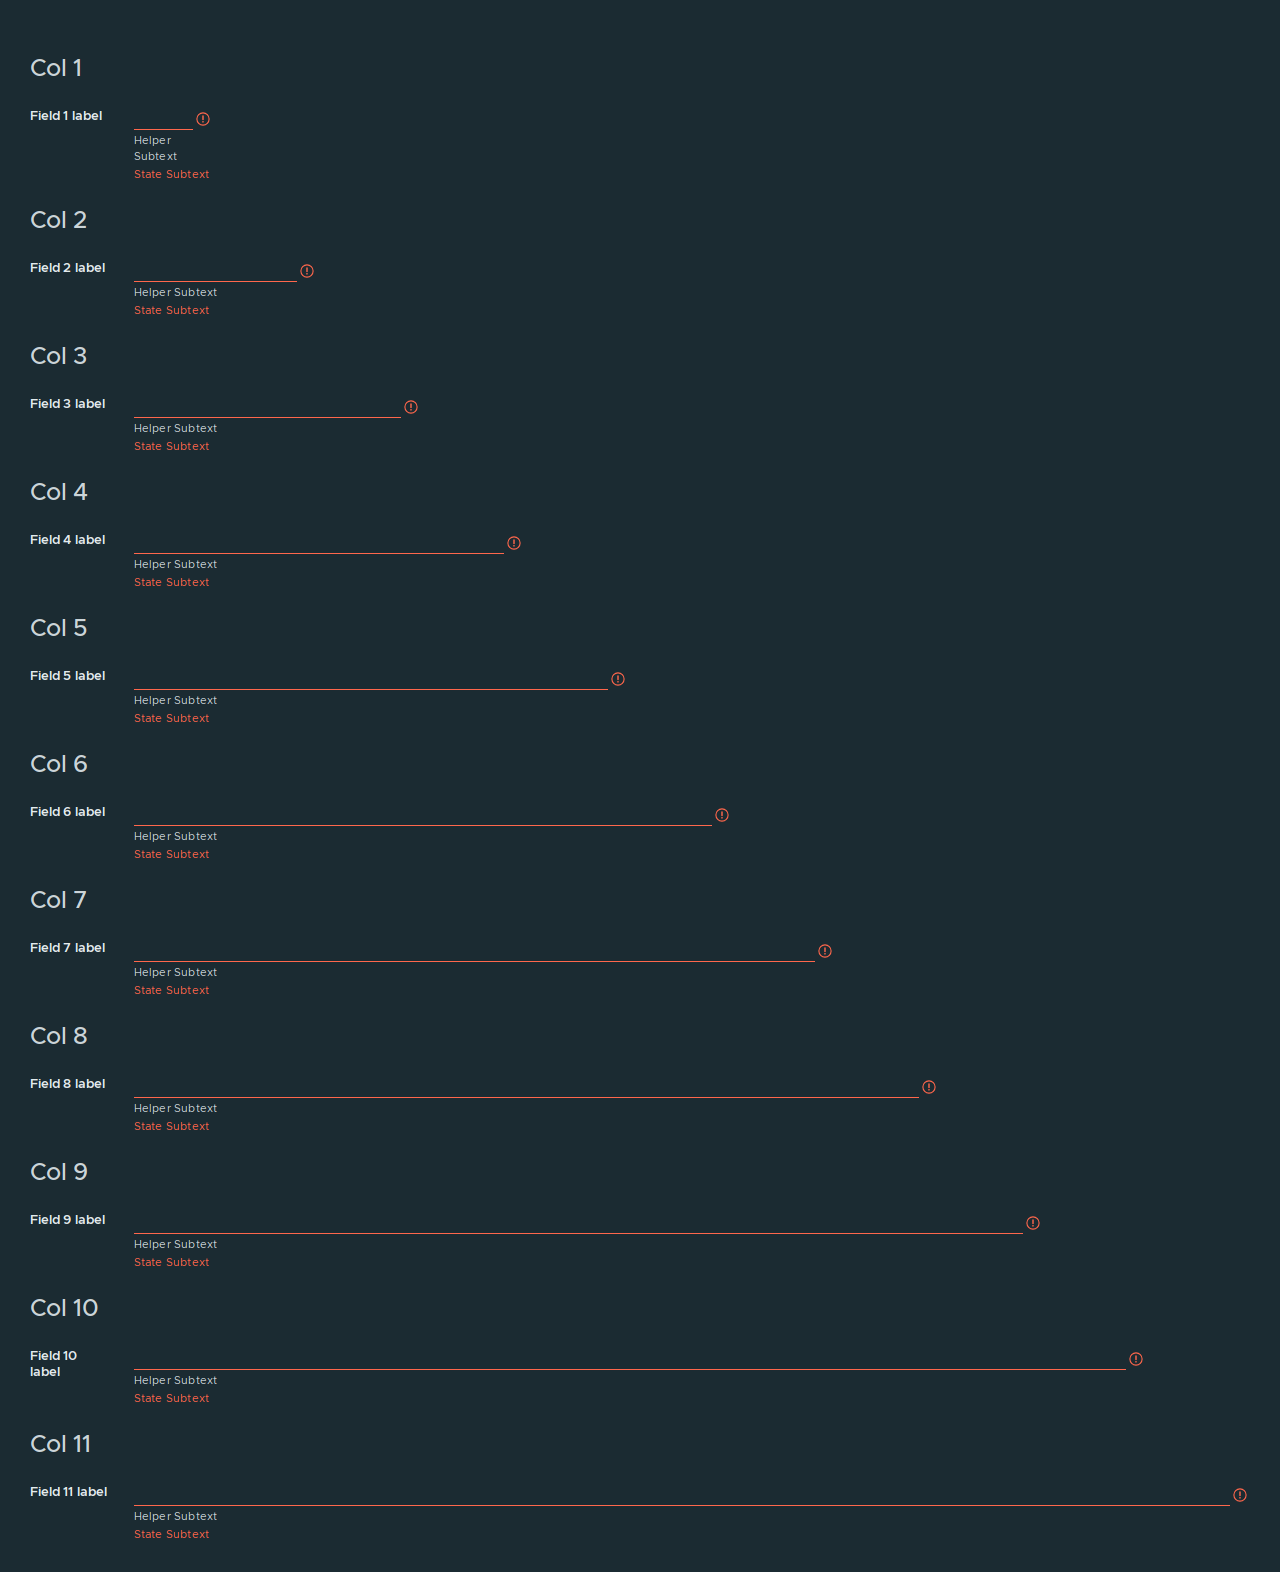 Col 1
Field 1 label
Helper
Subtext
State Subtext
Col 2
Field 2 label
Helper Subtext
State Subtext
Col 3
Field 3 label
Helper Subtext
State Subtext
Col 4
Field 4 label
Helper Subtext
State Subtext
Col 5
Field 5 label
Helper Subtext
State Subtext
Col 6
Field 6 label
Helper Subtext
State Subtext
Col 7
Field 7 label
Helper Subtext
State Subtext
Col 8
Field 8 label
Helper Subtext
State Subtext
Col 9
Field 9 label
Helper Subtext
State Subtext
Col 10
Field 10
label
Helper Subtext
State Subtext
Col 11
Field 11 label
Helper Subtext
State Subtext